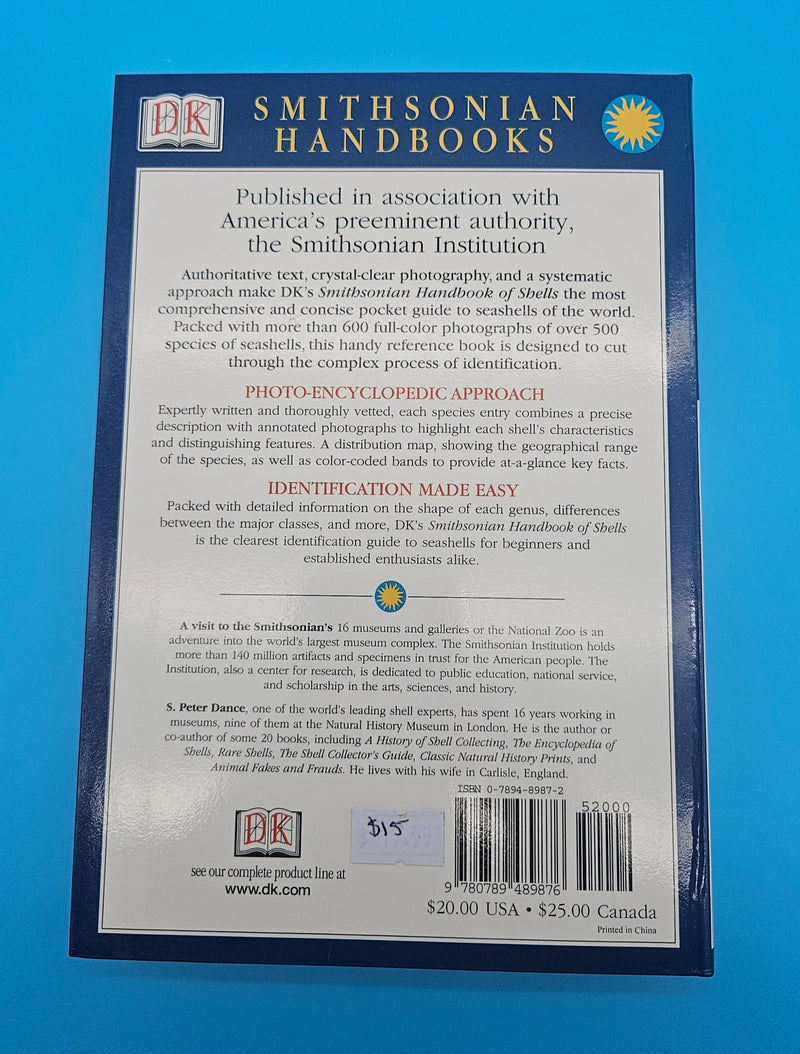 DK
SMITHSONIAN
HANDBOOKS
Published in association with
America's preeminent authority,
the Smithsonian Institution
Authoritative text, crystal-clear photography, and a systematic
approach make DK's Smithsonian Handbook of Shells the most
comprehensive and concise pocket guide to seashells of the world.
Packed with more than 600 full-color photographs of over 500
species of seashells, this handy reference book is designed to cut
through the complex process of identification.
PHOTO-ENCYCLOPEDIC APPROACH
Expertly written and thoroughly vetted, each species entry combines a precise
description with annotated photographs to highlight each shell's characteristics
and distinguishing features. A distribution map, showing the geographical range
of the species, as well as color-coded bands to provide at-a-glance key facts.
IDENTIFICATION MADE EASY
Packed with detailed information on the shape of each genus, differences
between the major classes, and more, DK's Smithsonian Handbook of Shells
is the clearest identification guide to seashells for beginners and
established enthusiasts alike.
A visit to the Smithsonian's 16 museums and galleries or the National Zoo is an
adventure into the world's largest museum complex. The Smithsonian Institution holds
more than 140 million artifacts and specimens in trust for the American people. The
Institution, also a center for research, is dedicated to public education, national service,
and scholarship in the arts, sciences, and history.
S. Peter Dance, one of the world's leading shell experts, has spent 16 years working in
museums, nine of them at the Natural History Museum in London. He is the author or
co-author of some 20 books, including A History of Shell Collecting, The Encyclopedia of
Shells, Rare Shells, The Shell Collector's Guide, Classic Natural History Prints, and
Animal Fakes and Frauds. He lives with his wife in Carlisle, England.
ISBN 0-7894-8987-2
52000
DK
$15
see our complete product line at
www.dk.com
9 780789 489876
$20.00 USA • $25.00 Canada
Printed in China